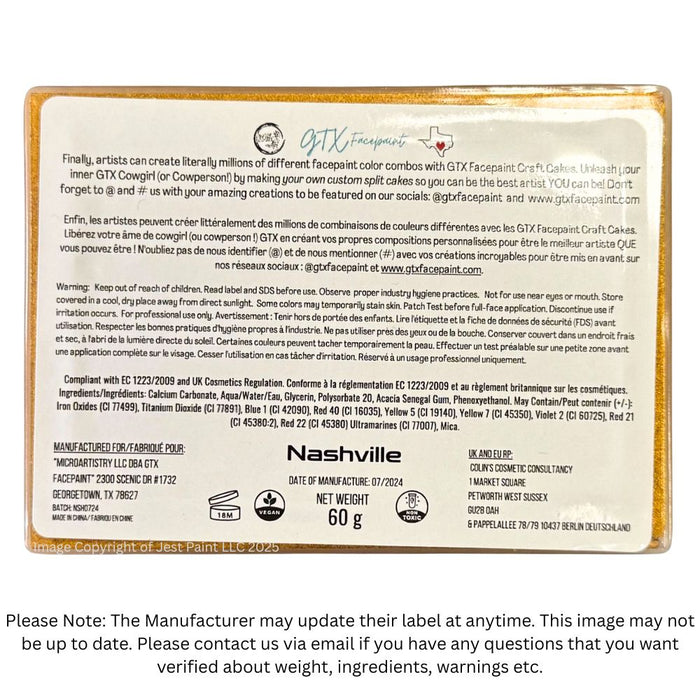 GTX Facepaint
Finally, artists can create literally millions of different facepaint color combos with GTX Facepaint Craft Cakes. Unleash your
inner GTX Cowgirl (or Cowperson!) by making your own custom split cakes so you can be the best artist YOU can be! Don't
forget to @ and # us with your amazing creations to be featured on our socials: @gtxfacepaint and www.gtxfacepaint.com
Enfin, les artistes peuvent créer littéralement des millions de combinaisons de couleurs différentes avec les GTX Facepaint Craft Cakes.
Libérez votre âme de cowgirl (ou cowperson !) GTX en créant vos propres compositions personnalisées pour être le meilleur artiste QUE
vous pouvez être ! N'oubliez pas de nous identifier (@) et de nous mentionner (#) avec vos créations incroyables pour être mis en avant sur
nos réseaux sociaux : @gtxfacepaint et www.gtxfacepaint.com.
Warning: Keep out of reach of children. Read label and SDS before use. Observe proper industry hygiene practices. Not for use near eyes or mouth. Store
covered in a cool, dry place away from direct sunlight. Some colors may temporarily stain skin. Patch Test before full-face application. Discontinue use if
irritation occurs. For professional use only. Avertissement : Tenir hors de portée des enfants. Lire l'étiquette et la fiche de données de sécurité (FDS) avant
utilisation. Respecter les bonnes pratiques d'hygiène propres à l'industrie. Ne pas utiliser près des yeux ou de la bouche. Conserver couvert dans un endroit frais
et sec, à l'abri de la lumière directe du soleil. Certaines couleurs peuvent tacher temporairement la peau. Effectuer un test préalable sur une petite zone avant
une application complète sur le visage. Cesser l'utilisation en cas tâcher d'irritation. Réservé à un usage professionnel uniquement.
Compliant with EC 1223/2009 and UK Cosmetics Regulation. Conforme à la réglementation EC 1223/2009 et au règlement britannique sur les cosmétiques.
Ingredients/Ingrédients: Calcium Carbonate, Aqua/Water/Eau, Glycerin, Polysorbate 20, Acacia Senegal Gum, Phenoxyethanol. May Contain/Peut contenir (+/-):
Iron Oxides (CI 77499), Titanium Dioxide (CI 77891), Blue 1 (CI 42090), Red 40 (CI 16035), Yellow 5 (CI 19140), Yellow 7 (CI 45350), Violet 2 (CI 60725), Red 21
(CI 45380:2), Red 22 (CI 45380) Ultramarines (CI 77007), Mica.
MANUFACTURED FOR/FABRIQUÉ POUR:
"MICROARTISTRY LLC DBA GTX
FACEPAINT" 2300 SCENIC DR #1732
GEORGETOWN, TX 78627
BATCH: NSH0724
MADE IN CHINA/ FABRIQU EN CHINE
Nashville
DATE OF MANUFACTURE: 07/2024
18M
VEGAN
NET WEIGHT
60 g
NON
TOXIC
UK AND EU RP:
COLIN'S COSMETIC CONSULTANCY
1 MARKET SQUARE
PETWORTH WEST SUSSEX
GU28 0AH
& PAPPELALLEE 78/79 10437 BERLIN DEUTSCHLAND
Image Copyright of Jest Paint LLC 2025
Please Note: The Manufacturer may update their label at anytime. This image may not
be up to date. Please contact us via email if you have any questions that you want
verified about weight, ingredients, warnings etc.